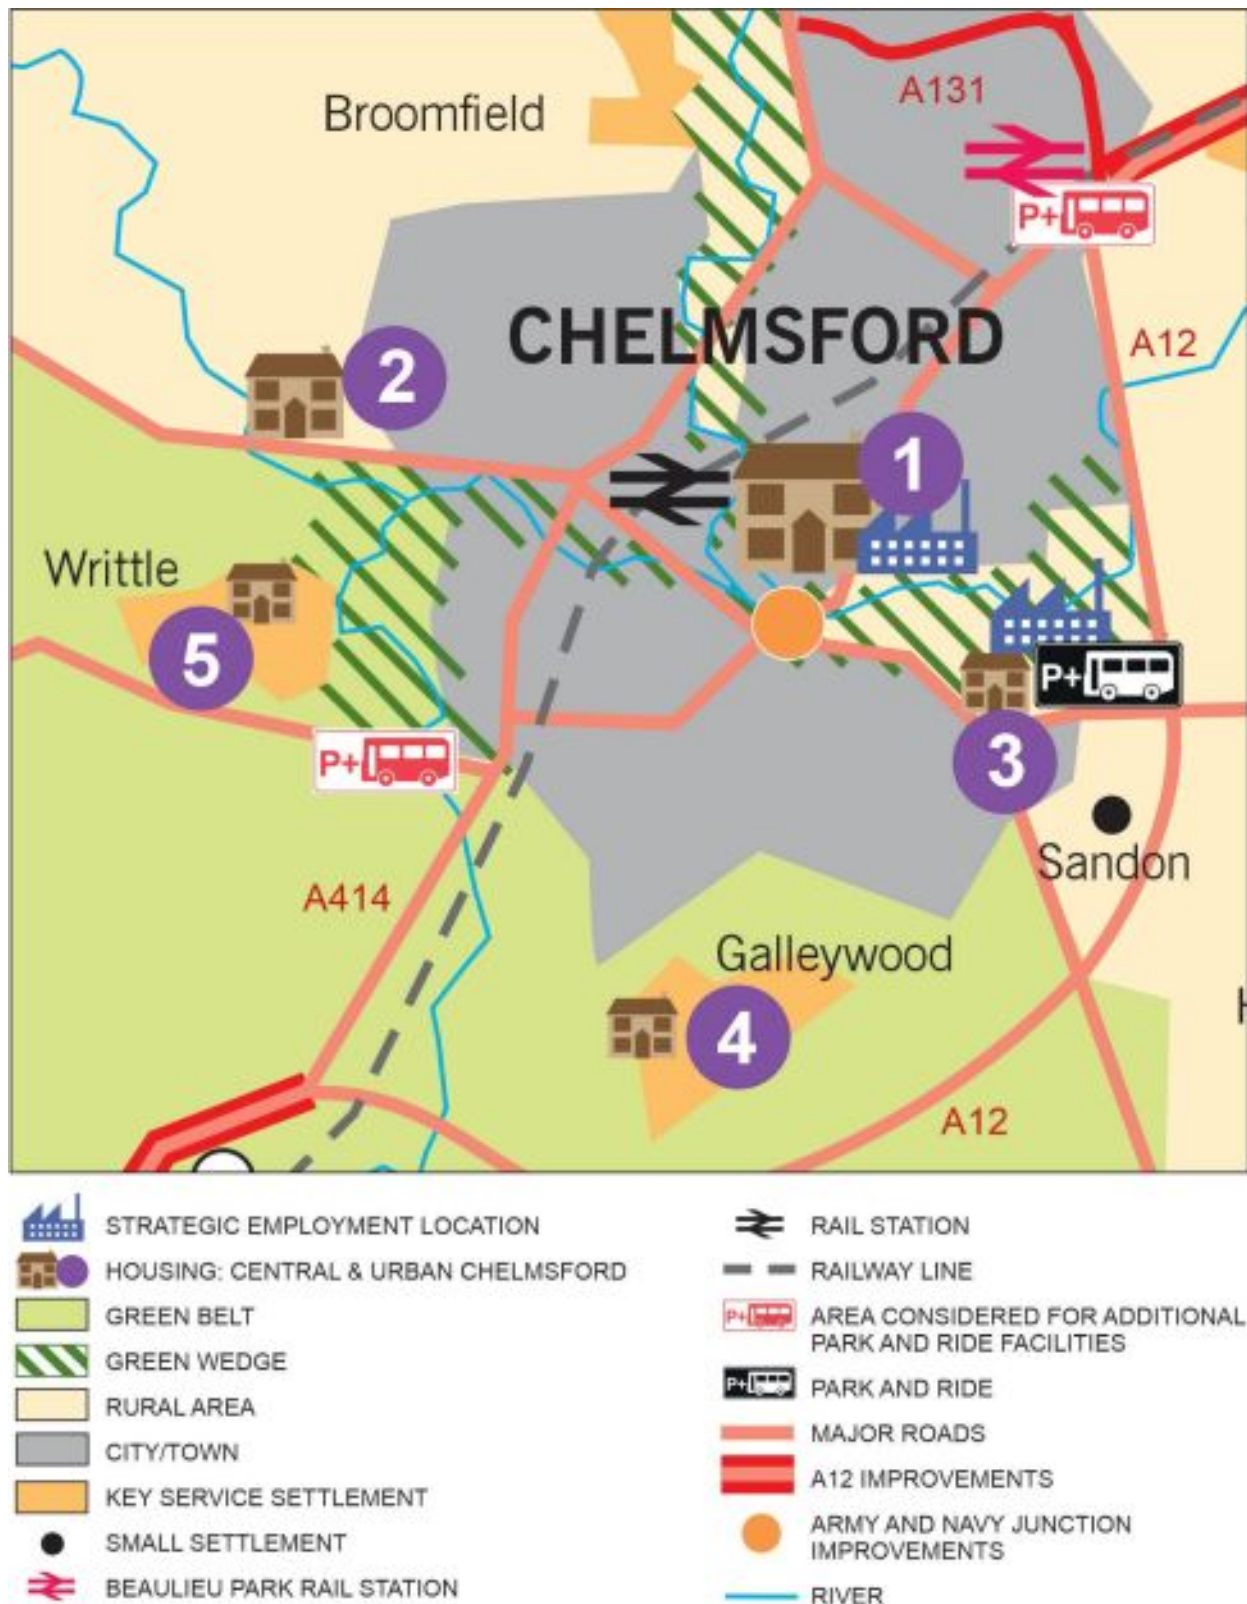 Broomfield
A131
P+
CHELMSFORD
A12
2
1
Writtle
5
P+
P+
3
Sandon
A414
Galleywood
4
H
A12
STRATEGIC EMPLOYMENT LOCATION
HOUSING: CENTRAL & URBAN CHELMSFORD
GREEN BELT
GREEN WEDGE
RURAL AREA
CITY/TOWN
KEY SERVICE SETTLEMENT
SMALL SETTLEMENT
BEAULIEU PARK RAIL STATION
RAIL STATION
RAILWAY LINE
P+
AREA CONSIDERED FOR ADDITIONAL
PARK AND RIDE FACILITIES
P+
PARK AND RIDE
MAJOR ROADS
A12 IMPROVEMENTS
ARMY AND NAVY JUNCTION
IMPROVEMENTS
RIVER